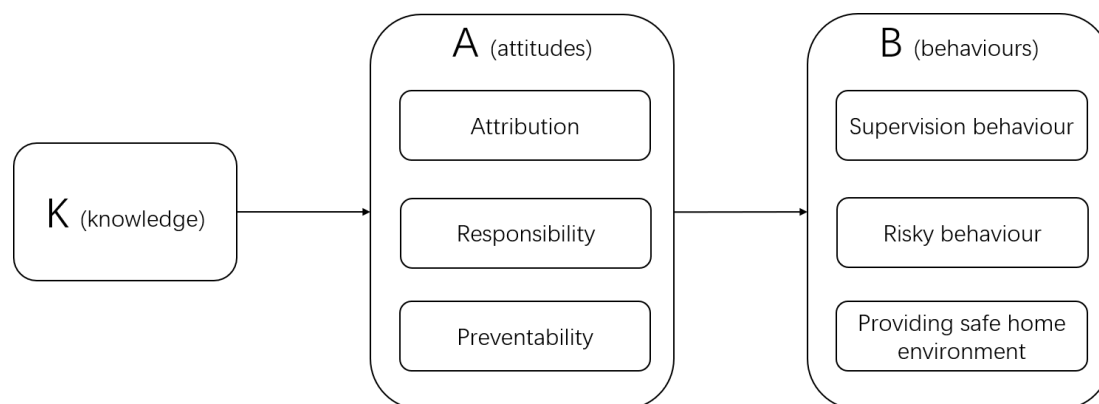 K (knowledge)
A (attitudes)
Attribution
Responsibility
Preventability
B (behaviours)
Supervision behaviour
Risky behaviour
Providing safe home
environment